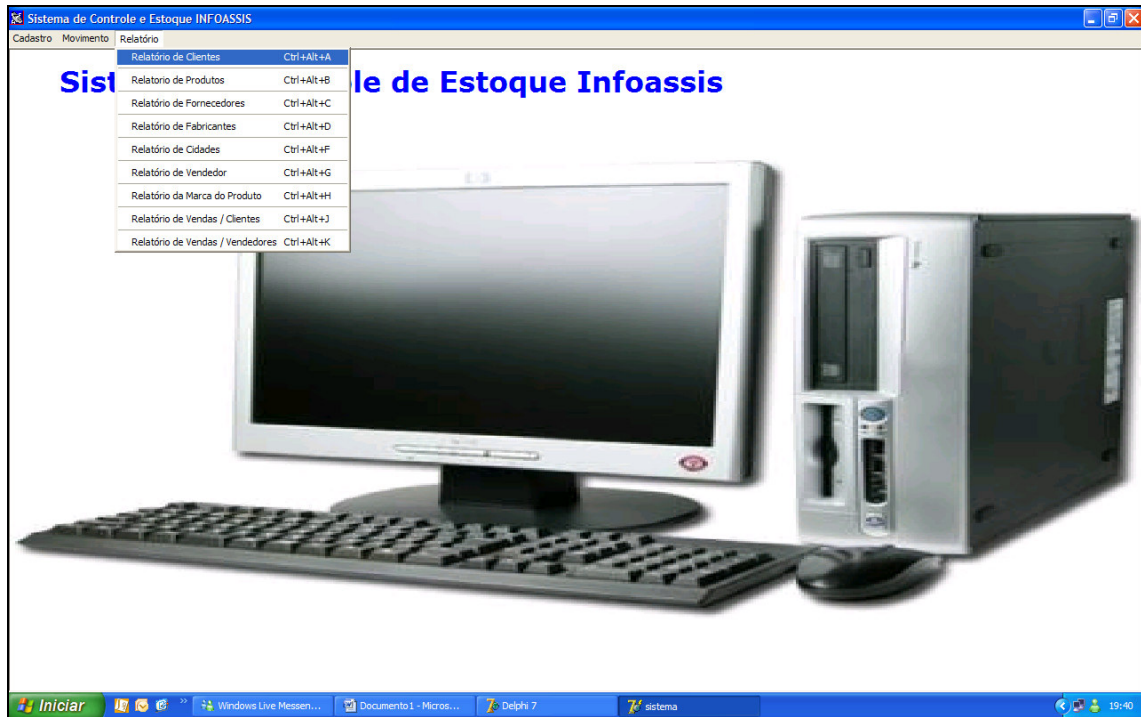 Sistema de Controle e Estoque INFOASSIS
Cadastro Movimento Relatório
Relatório de Clientes Ctrl+Alt+A
Sist le de Estoque Infoassis
Relatorio de Produtos Ctrl+Alt+B
Relatório de Fornecedores Ctrl+Alt+C
Relatório de Fabricantes Ctrl+Alt+D
Relatório de Cidades Ctrl+Alt+F
Relatório de Vendedor Ctrl+Alt+G
Relatório da Marca do Produto Ctrl+Alt+H
Relatório de Vendas / Clientes Ctrl+Alt+J
Relatório de Vendas / Vendedores Ctrl+Alt+K
Iniciar » Windows Live Messen... Documento1 - Micros... Delphi 7 sistema 19:40